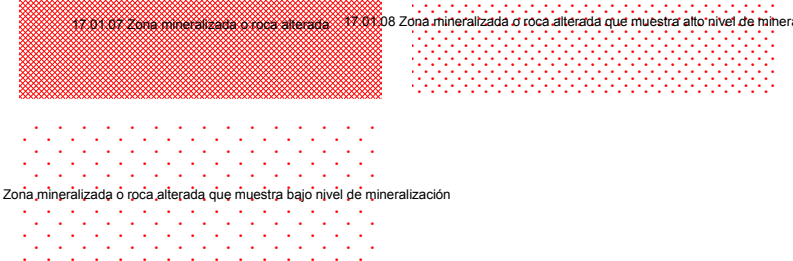 17.01.07 Zona mineralizada o roca alterada
17.01.08 Zona mineralizada o roca alterada que muestra alto nivel de
Zona mineralizada o roca alterada que muestra bajo nivel de mineralización